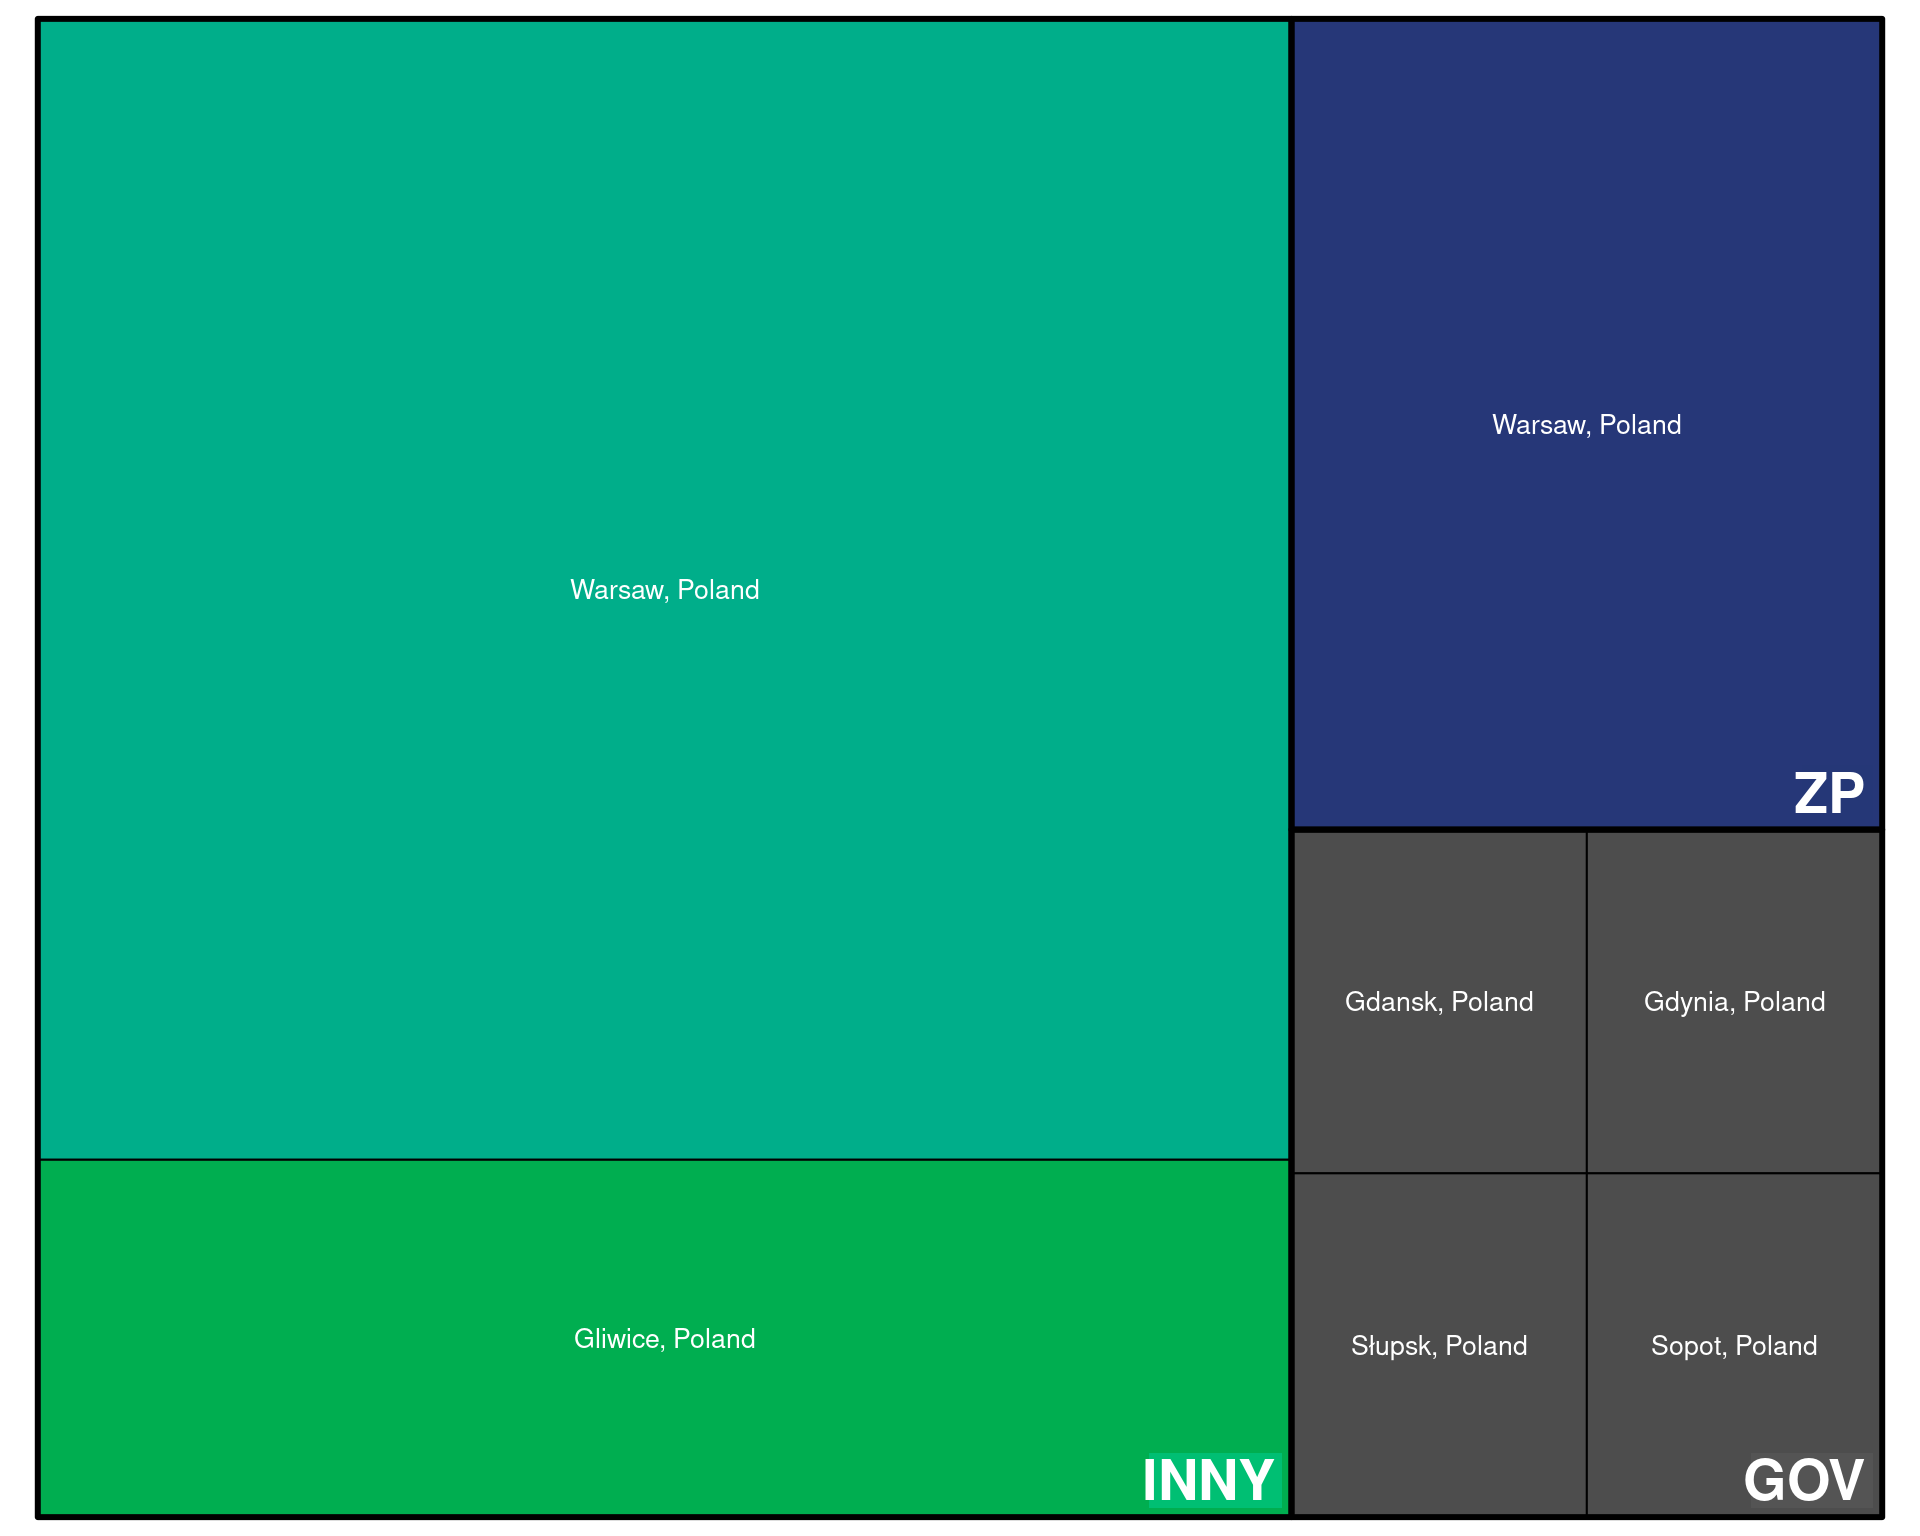 Warsaw, Poland
Gliwice, Poland
INNY
Warsaw, Poland
ZP
Gdansk, Poland
Gdynia, Poland
Słupsk, Poland
Sopot, Poland
GOV